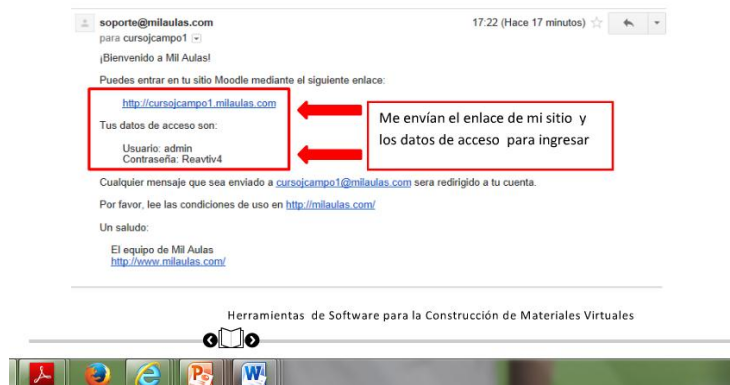 soporte@milaulas.com 17:22 (Hace 17 minutos)
para cursojcampo1
¡Bienvenido a Mil Aulas!
Puedes entrar en tu sitio Moodle mediante el siguiente enlace:
http://cursojcampo1.milaulas.com
Me envían el enlace de mi sitio y
los datos de acceso para ingresar
Tus datos de acceso son:
Usuario: admin
Contraseña: Reavtiv4
Cualquier mensaje que sea enviado a cursojcampo1@milaulas.com sera redirigido a tu cuenta.
Por favor, lee las condiciones de uso en http://milaulas.com/
Un saludo:
El equipo de Mil Aulas
http://www.milaulas.com/
Herramientas de Software para la Construcción de Materiales Virtuales